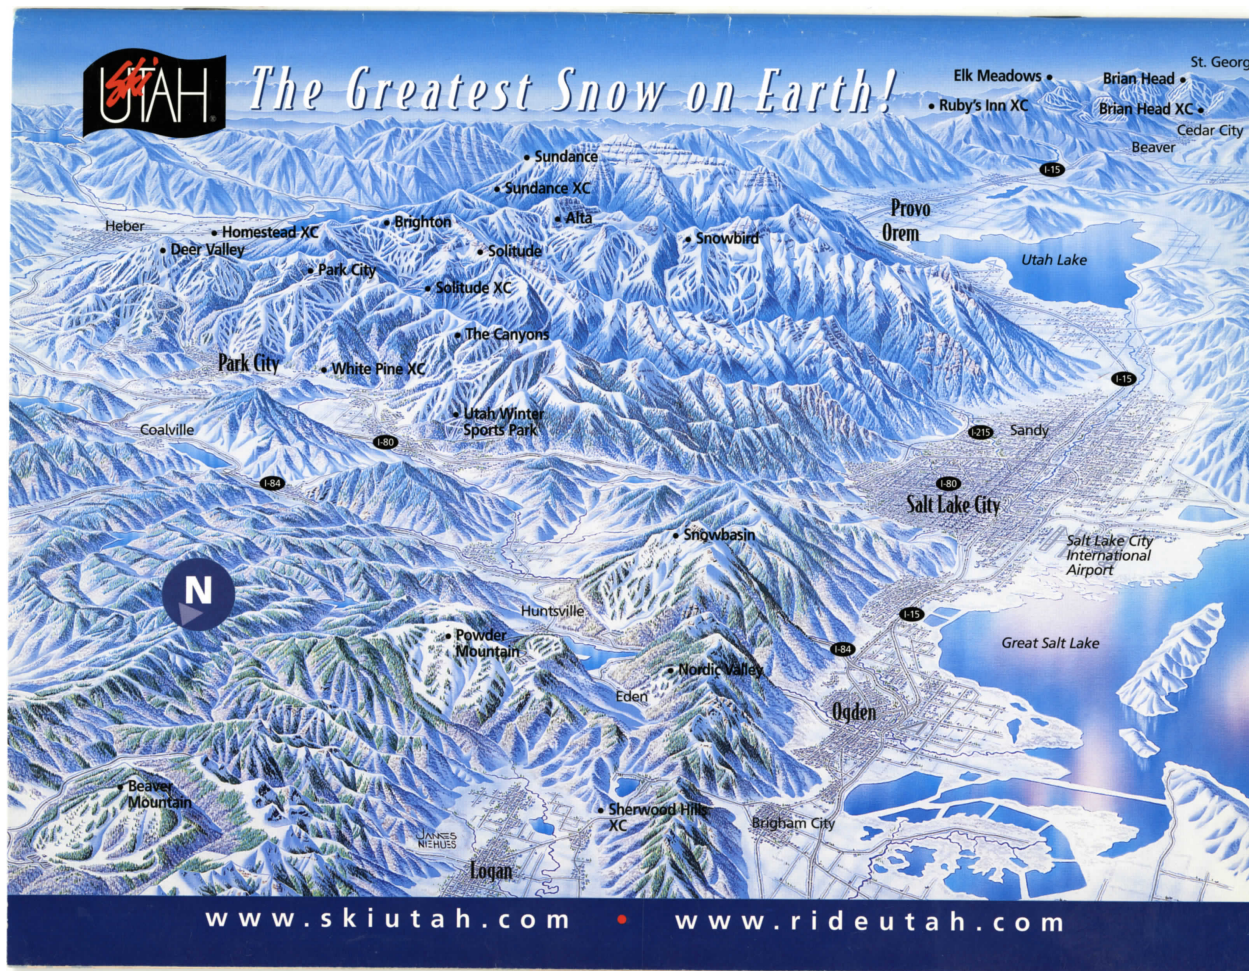 Ski UTAH
The Greatest Snow on Earth!
St. Georg
Elk Meadows
Brian Head
Ruby's Inn XC
Brian Head XC
Cedar City
Beaver
I-15
Sundance
Sundance XC
Provo
Orem
Heber
Homestead XC
Brighton
Alta
Snowbird
Deer Valley
Solitude
Utah Lake
Park City
Solitude XC
The Canyons
Park City
White Pine XC
I-15
Utah Winter
Sports Park
Coalville
I-80
I-215
Sandy
I-84
I-80
Salt Lake City
Snowbasin
Salt Lake City
International
Airport
N
Huntsville
I-15
Powder
Mountain
I-84
Great Salt Lake
Nordic Valley
Eden
Ogden
Beaver
Mountain
Sherwood Hills
XC
Brigham City
JAMES
NIEHUES
Logan
www.skiutah.com • www.rideutah.com